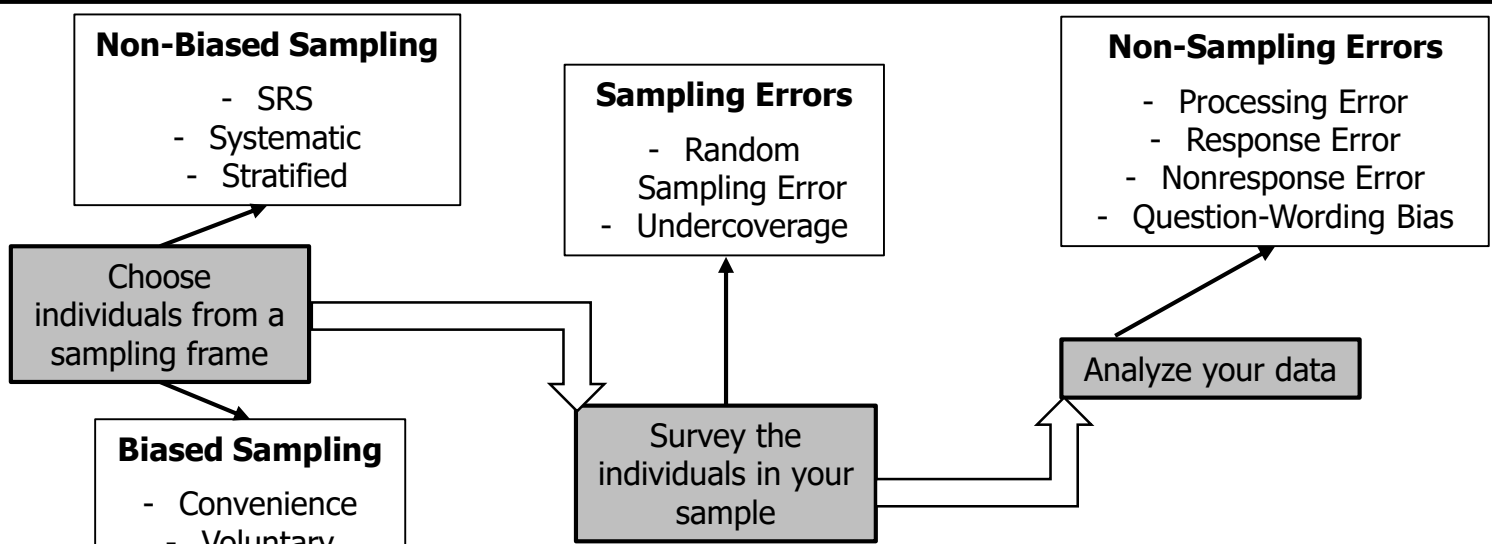 Non-Biased Sampling
- SRS
- Systematic
- Stratified
Sampling Errors
- Random
Sampling Error
- Undercoverage
Non-Sampling Errors
- Processing Error
- Response Error
- Nonresponse Error
- Question-Wording Bias
Choose
individuals from a
sampling frame
Analyze your data
Survey the
individuals in your
sample
Biased Sampling
- Convenience
- Voluntary